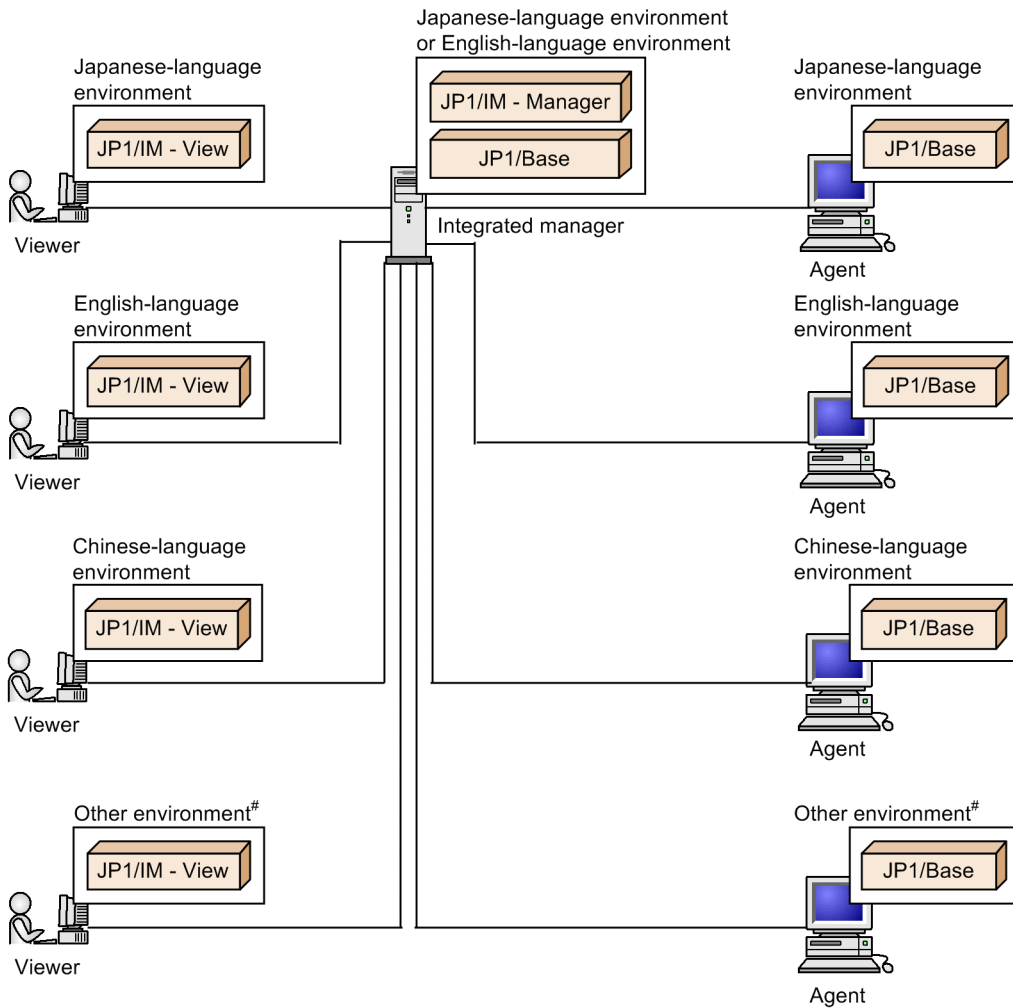 Japanese-language environment
or English-language environment
JP1/IM - Manager
JP1/Base
Integrated manager
Japanese-language
environment
JP1/IM - View
Viewer
Japanese-language
environment
JP1/Base
Agent
English-language
environment
JP1/IM - View
Viewer
English-language
environment
JP1/Base
Agent
Chinese-language
environment
JP1/IM - View
Viewer
Chinese-language
environment
JP1/Base
Agent
Other environment#
JP1/IM - View
Viewer
Other environment#
JP1/Base
Agent